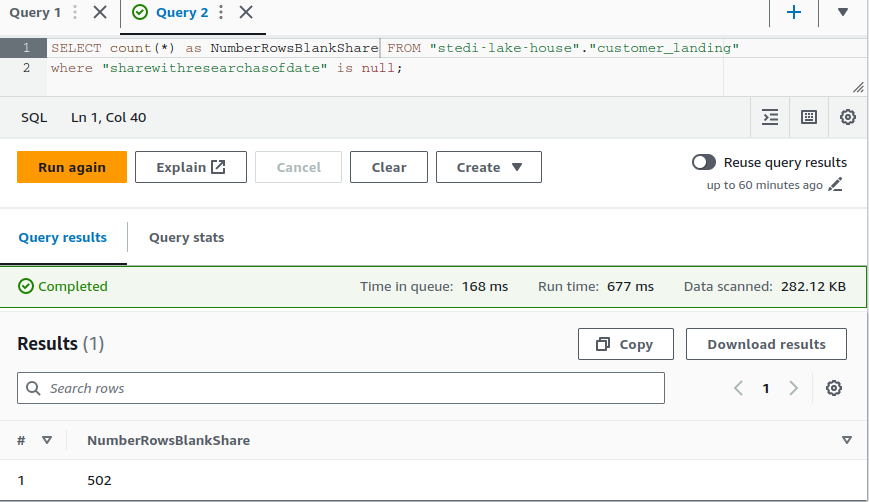 Query 1
Query 2
1 SELECT count(*) as NumberRowsBlankShare FROM "stedi-lake-house"."customer_landing"
2 where "sharewithresearchasofdate" is null;
SQL Ln 1, Col 40
Run again Explain Cancel Clear Create Reuse query results
up to 60 minutes ago
Query results Query stats
Completed Time in queue: 168 ms Run time: 677 ms Data scanned: 282.12 KB
Results (1) Copy Download results
Search rows 1
# NumberRowsBlankShare
1 502